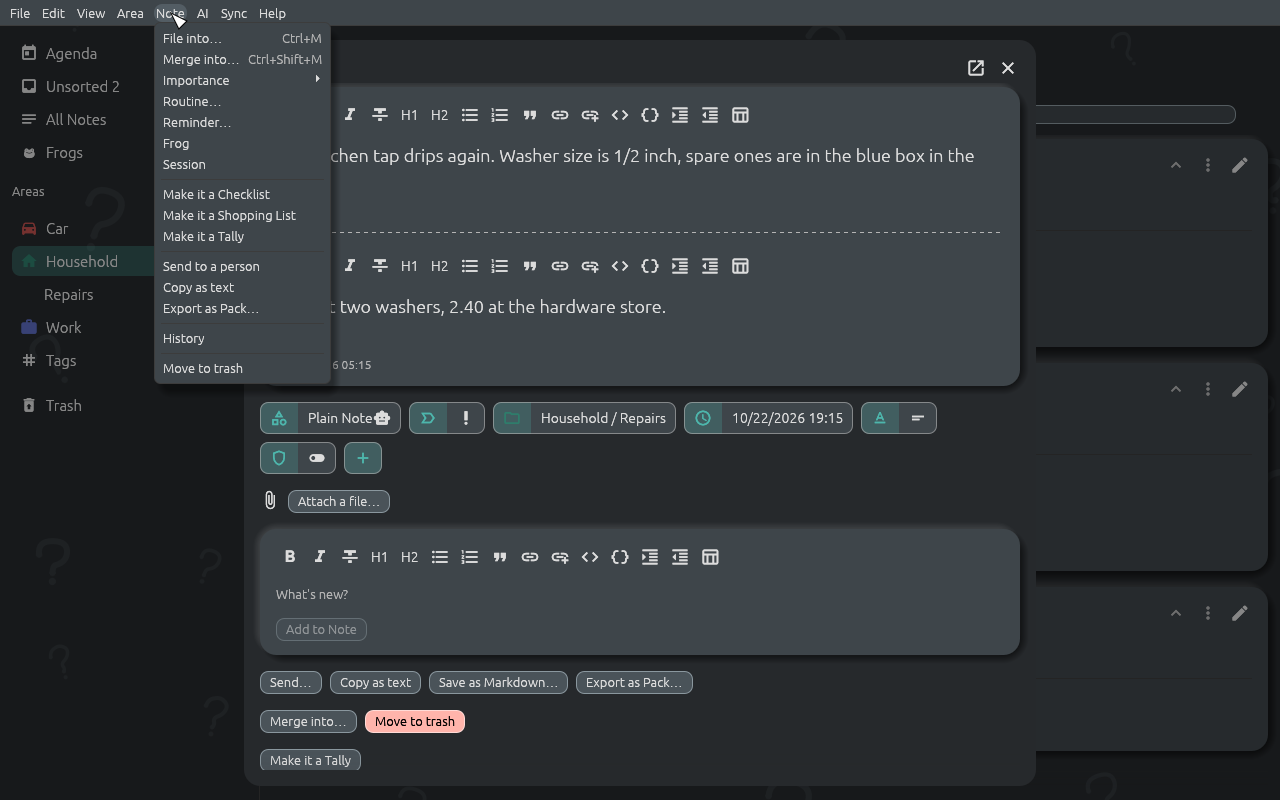 File Edit View Area Note AI Sync Help
Agenda
Unsorted 2
All Notes
Frogs
Areas
Car
Household
Repairs
Work
Tags
Trash
File into… Ctrl+M
Merge into… Ctrl+Shift+M
Importance
Routine…
Reminder…
Frog
Session
Make it a Checklist
Make it a Shopping List
Make it a Tally
Send to a person
Copy as text
Export as Pack…
History
Move to trash
H1 H2
chen tap drips again. Washer size is 1/2 inch, spare ones are in the blue box in the
H1 H2
two washers, 2.40 at the hardware store.
05:15
Plain Note
Household / Repairs
10/22/2026 19:15
Attach a file…
B I H1 H2
What's new?
Add to Note
Send… Copy as text Save as Markdown… Export as Pack…
Merge into… Move to trash
Make it a Tally